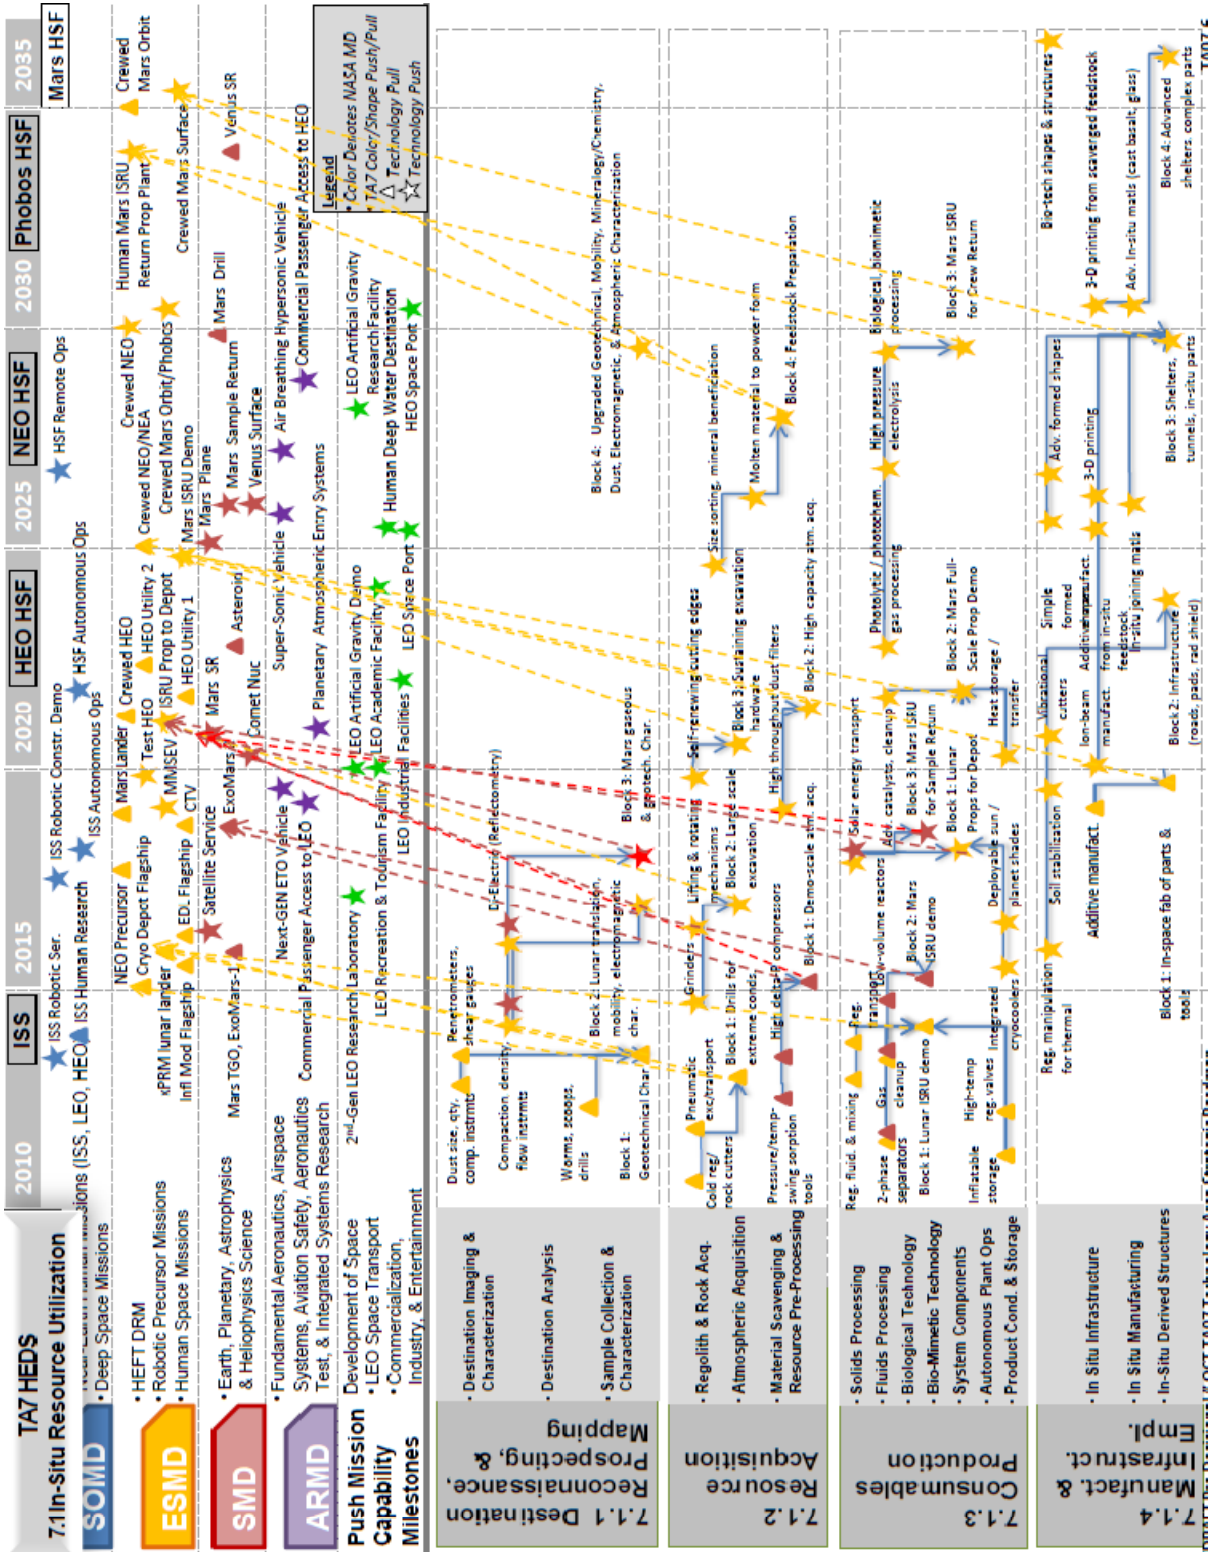 TA7 HEDS
7.1In-Situ Resource Utilization
2010
ISS
2015
2020
HEO HSF
2025
NEO HSF
2030
Phobos HSF
2035
Mars HSF
SOMD
Missions (ISS, LEO, HEO)
• Deep Space Missions
ISS Robotic Ser.
ISS Human Research
ISS Robotic Constr. Demo
ISS Autonomous Ops
HSF Autonomous Ops
HSF Remote Ops
ESMD
• HEFT DRM
• Robotic Precursor Missions
• Human Space Missions
NEO Precursor
Cryo Depot Flagship
xPRM lunar lander
Infl Mod Flagship
ED. Flagship
CTV
Mars Lander
MMSEV
Test HEO
Crewed HEO
ISRU Prop to Depot
HEO Utility 1
HEO Utility 2
Crewed NEO/NEA
Mars ISRU Demo
Crewed NEO
Crewed Mars Orbit/Phobos
Human Mars ISRU
Return Prop Plant
Crewed Mars Surface
Crewed
Mars Orbit
SMD
• Earth, Planetary, Astrophysics
& Heliophysics Science
Mars TGO, ExoMars-1
Satellite Service
ExoMars
Mars SR
Comet Nuc
Asteroid
Mars Plane
Mars Sample Return
Venus Surface
Mars Drill
Venus SR
ARMD
• Fundamental Aeronautics, Airspace
Systems, Aviation Safety, Aeronautics
Test, & Integrated Systems Research
Next-GEN ETO Vehicle
Commercial Passenger Access to LEO
Planetary Atmospheric Entry Systems
Super-Sonic Vehicle
Air Breathing Hypersonic Vehicle
Commercial Passenger Access to HEO
Push Mission
Capability
Milestones
Development of Space
• LEO Space Transport
• Commercialization,
Industry, & Entertainment
2nd-Gen LEO Research Laboratory
LEO Recreation & Tourism Facility
LEO Industrial Facilities
LEO Artificial Gravity Demo
LEO Academic Facility
LEO Space Port
Human Deep Water Destination
HEO Space Port
LEO Artificial Gravity
Research Facility
Legend
• Color Denotes NASA MD
• TA7 Color/Shape Push/Pull
Technology Pull
Technology Push
7.1.1 Destination
Reconnaissance,
Prospecting, &
Mapping
• Destination Imaging &
Characterization
• Destination Analysis
• Sample Collection &
Characterization
Dust size, qty,
comp. instrmts
Penetrometers,
shear gauges
Compaction, density,
flow instrmts
Worms, scoops,
drills
Block 1:
Geotechnical Char.
Di-Electric (Reflectometry)
Block 2: Lunar translation,
mobility, electromagnetic
char.
Block 3: Mars gaseous
& geotech. Char.
Block 4: Upgraded Geotechnical, Mobility, Mineralogy/Chemistry,
Dust, Electromagnetic, & Atmospheric Characterization
7.1.2
Resource
Acquisition
• Regolith & Rock Acq.
• Atmospheric Acquisition
• Material Scavenging &
Resource Pre-Processing
Cold reg/
rock cutters
Pneumatic
exc/transport
Block 1: Drills for
extreme conds.
Pressure/temp-
swing sorption
tools
Grinders
Lifting & rotating
mechanisms
Block 2: Large scale
excavation
High delta-P compressors
Block 1: Demo-scale atm. acq.
Self-renewing cutting edges
Block 3: Sustaining excavation
hardware
High throughput dust filters
Block 2: High capacity atm. acq.
Size sorting, mineral beneficiation
Molten material to powder form
Block 4: Feedstock Preparation
7.1.3
Consumables
Production
• Solids Processing
• Fluids Processing
• Biological Technology
• Bio-Mimetic Technology
• System Components
• Autonomous Plant Ops
• Product Cond. & Storage
Reg. fluid. & mixing
Reg.
transport
2-phase
separators
Gas
cleanup
Low-volume reactors
Block 1: Lunar ISRU demo
Block 2: Mars
ISRU demo
Inflatable
storage
High-temp
reg. valves
Integrated
cryocoolers
Deployable sun /
planet shades
Solar energy transport
Adv. catalysts, cleanup
Block 3: Mars ISRU
for Sample Return
Block 1: Lunar
Props for Depot
Heat storage /
transfer
Block 2: Mars Full-
Scale Prop Demo
Photolytic / photochem.
gas processing
High pressure
electrolysis
Biological, biomimetic
processing
Block 3: Mars ISRU
for Crew Return
7.1.4
Manufact. &
Infrastruct.
Empl.
• In Situ Infrastructure
• In Situ Manufacturing
• In-Situ Derived Structures
Reg. manipulation
for thermal
Soil stabilization
Additive manufact.
Block 1: In-space fab of parts &
tools
Vibrational
cutters
Ion-beam
manufact.
Simple
formed
Additive manufact.
from in-situ
feedstock
In-situ joining matls
Block 2: Infrastructure
(roads, pads, rad shield)
Adv. formed shapes
3-D printing
Block 3: Shelters,
tunnels, in-situ parts
Bio-tech shapes & structures
3-D printing from scavenged feedstock
Adv. In-situ matls (cast basalt, glass)
Block 4: Advanced
shelters, complex parts